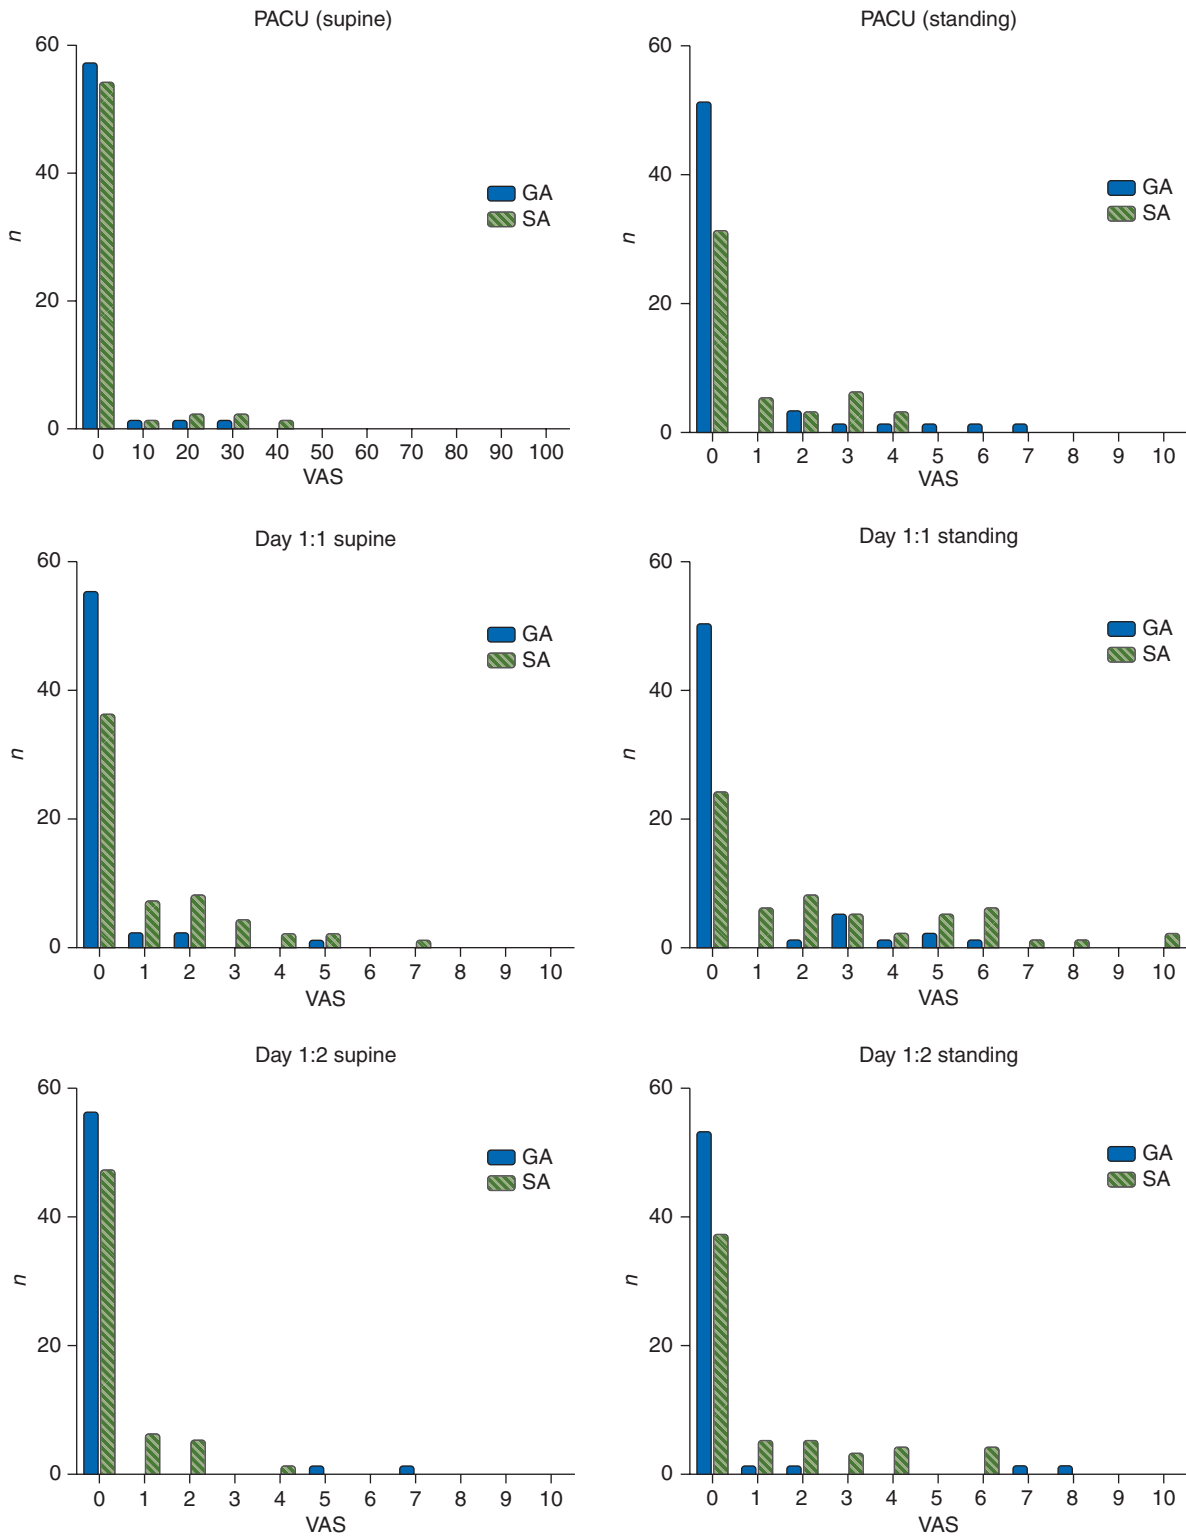 PACU (supine)
60
40
20
0
n
GA
SA
0 10 20 30 40 50 60 70 80 90 100
VAS
PACU (standing)
60
40
20
0
n
GA
SA
0 1 2 3 4 5 6 7 8 9 10
VAS
Day 1:1 supine
60
40
20
0
n
GA
SA
0 1 2 3 4 5 6 7 8 9 10
VAS
Day 1:1 standing
60
40
20
0
n
GA
SA
0 1 2 3 4 5 6 7 8 9 10
VAS
Day 1:2 supine
60
40
20
0
n
GA
SA
0 1 2 3 4 5 6 7 8 9 10
VAS
Day 1:2 standing
60
40
20
0
n
GA
SA
0 1 2 3 4 5 6 7 8 9 10
VAS